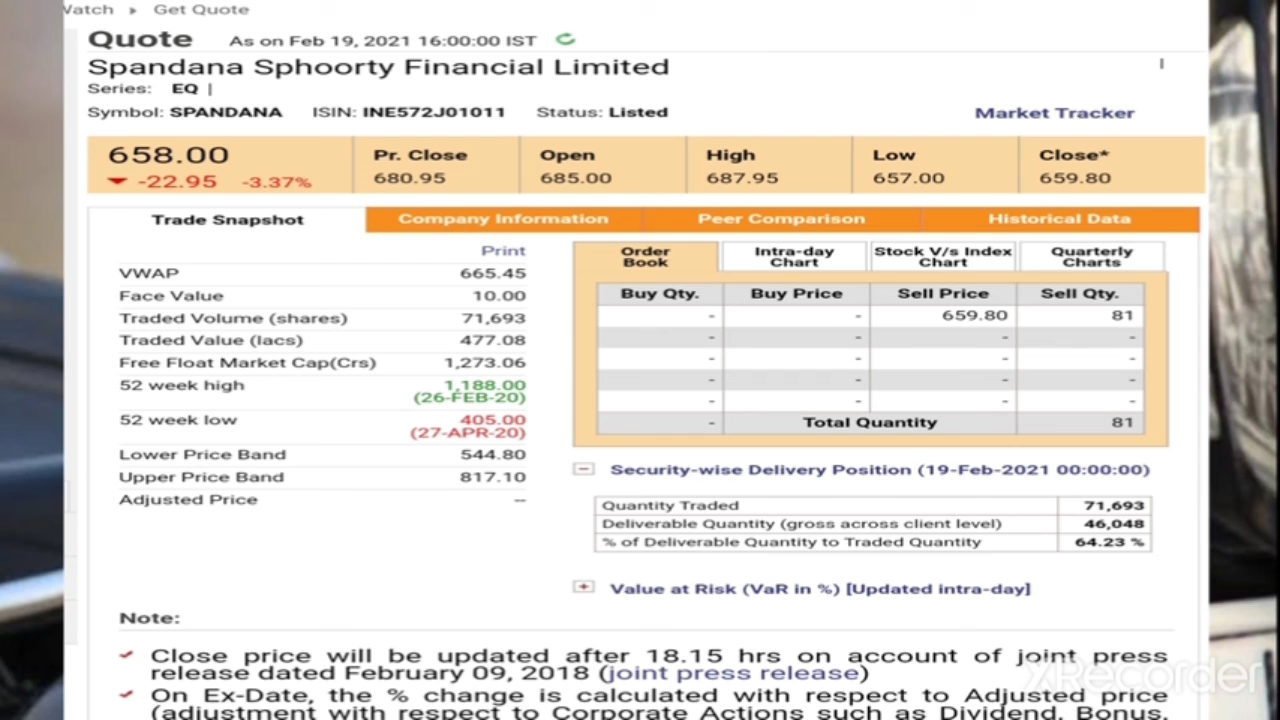 Watch ▸ Get Quote
Quote As on Feb 19, 2021 16:00:00 IST
Spandana Sphoorty Financial Limited
Series: EQ |
Symbol: SPANDANA ISIN: INE572J01011 Status: Listed Market Tracker
658.00 Pr. Close Open High Low Close*
-22.95 -3.37% 680.95 685.00 687.95 657.00 659.80
Trade Snapshot Company Information Peer Comparison Historical Data
Print
VWAP 665.45
Face Value 10.00
Traded Volume (shares) 71,693
Traded Value (lacs) 477.08
Free Float Market Cap(Crs) 1,273.06
52 week high 1,188.00
(26-FEB-20)
52 week low 405.00
(27-APR-20)
Lower Price Band 544.80
Upper Price Band 817.10
Adjusted Price --
Order Intra-day Stock V/s Index Quarterly
Book Chart Chart Charts
Buy Qty. Buy Price Sell Price Sell Qty.
- - 659.80 81
- - - -
- - - -
- - - -
- - - -
- Total Quantity 81
Security-wise Delivery Position (19-Feb-2021 00:00:00)
Quantity Traded 71,693
Deliverable Quantity (gross across client level) 46,048
% of Deliverable Quantity to Traded Quantity 64.23 %
Value at Risk (VaR in %) [Updated intra-day]
Note:
Close price will be updated after 18.15 hrs on account of joint press
release dated February 09, 2018 (joint press release)
On Ex-Date, the % change is calculated with respect to Adjusted price
(adjustment with respect to Corporate Actions such as Dividend, Bonus,
XRecorder